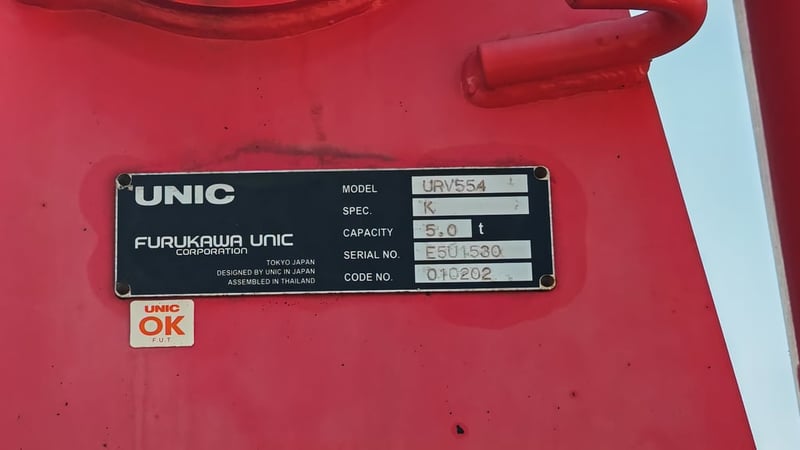 UNIC
FURUKAWA UNIC
CORPORATION
TOKYO JAPAN
DESIGNED BY UNIC IN JAPAN
ASSEMBLED IN THAILAND
MODEL URV554
SPEC. K
CAPACITY 5.0 t
SERIAL NO. E5U1530
CODE NO. 010202
UNIC
OK
F.U.T.